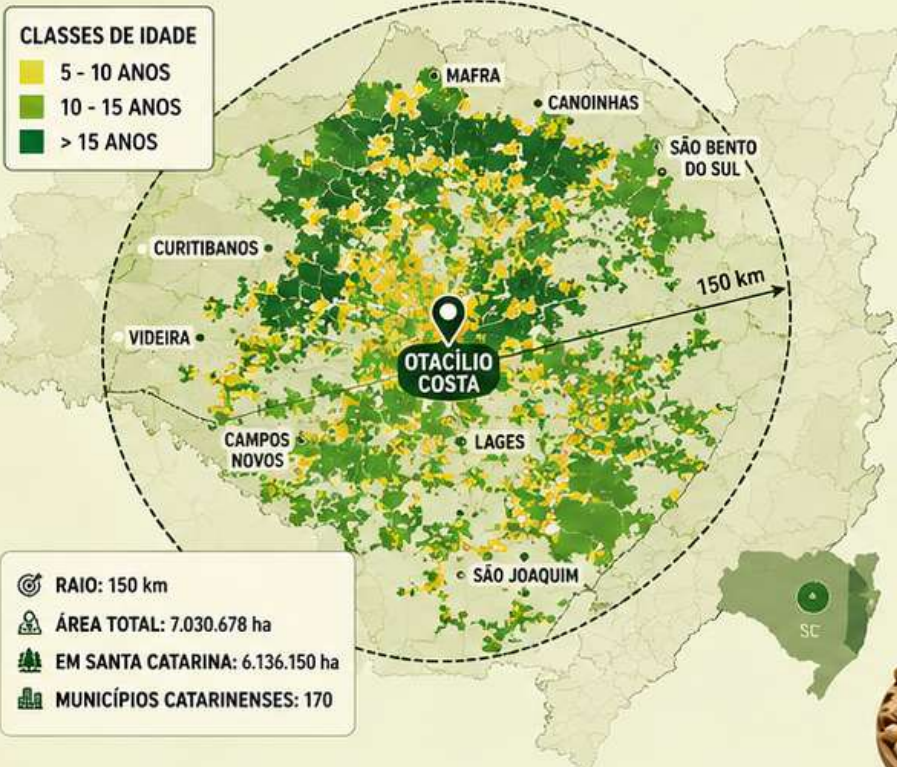 CLASSES DE IDADE
5 - 10 ANOS
10 - 15 ANOS
> 15 ANOS
MAFRA
CANOINHAS
SÃO BENTO
DO SUL
CURITIBANOS
150 km
VIDEIRA
OTACÍLIO
COSTA
CAMPOS
NOVOS
LAGES
SÃO JOAQUIM
RAIO: 150 km
ÁREA TOTAL: 7.030.678 ha
EM SANTA CATARINA: 6.136.150 ha
MUNICÍPIOS CATARINENSES: 170
SC